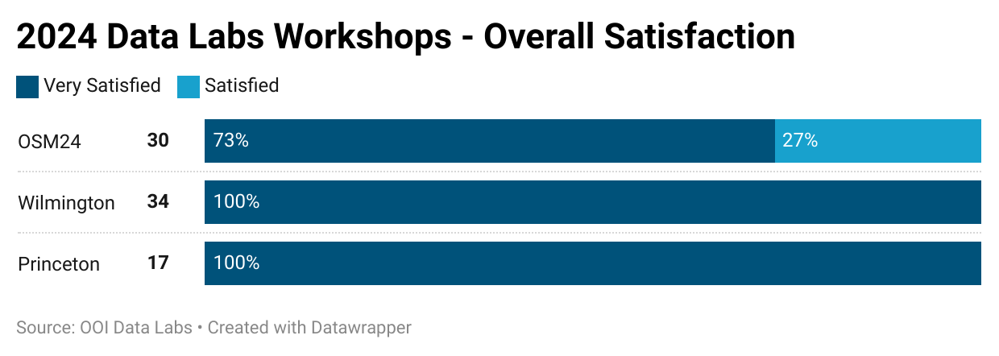 2024 Data Labs Workshops - Overall Satisfaction
Very Satisfied Satisfied
OSM24 30 73% 27%
Wilmington 34 100%
Princeton 17 100%
Source: OOI Data Labs • Created with Datawrapper